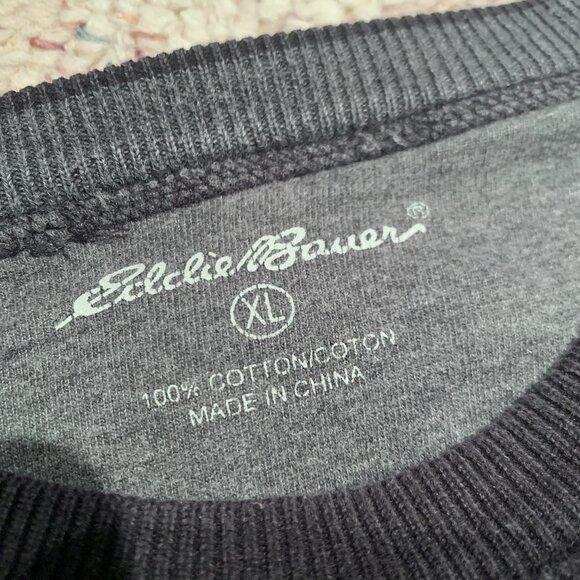 Eddie Bauer®
XL
100% COTTON/COTON
MADE IN CHINA